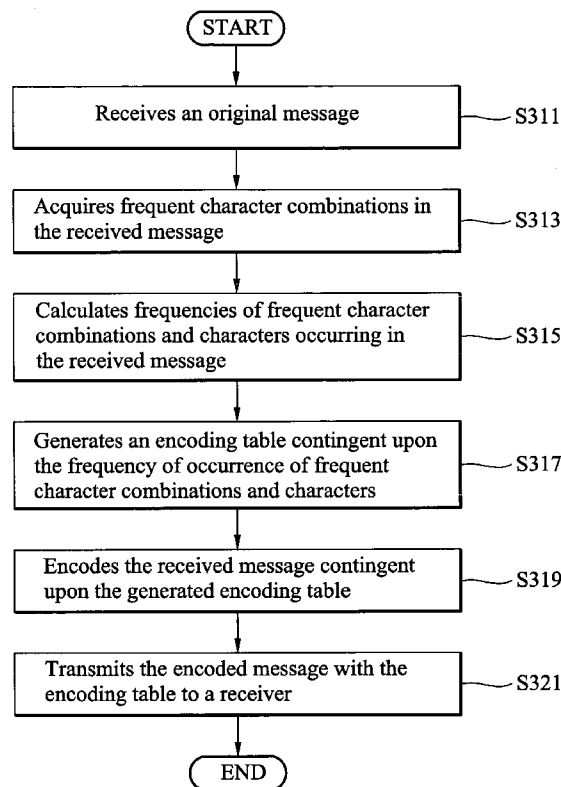 START
Receives an original message
S311
Acquires frequent character combinations in
the received message
S313
Calculates frequencies of frequent character
combinations and characters occurring in
the received message
S315
Generates an encoding table contingent upon
the frequency of occurrence of frequent
character combinations and characters
S317
Encodes the received message contingent
upon the generated encoding table
S319
Transmits the encoded message with the
encoding table to a receiver
S321
END